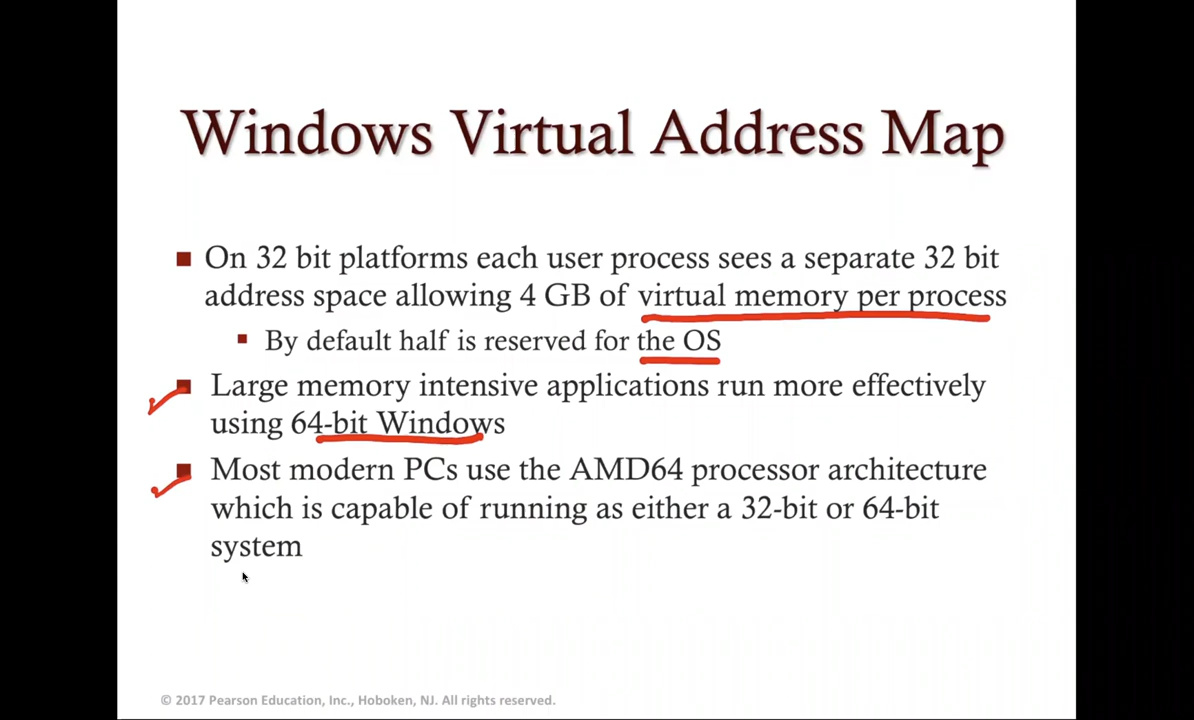 Windows Virtual Address Map
■ On 32 bit platforms each user process sees a separate 32 bit
address space allowing 4 GB of virtual memory per process
■ By default half is reserved for the OS
■ Large memory intensive applications run more effectively
using 64-bit Windows
■ Most modern PCs use the AMD64 processor architecture
which is capable of running as either a 32-bit or 64-bit
system
© 2017 Pearson Education, Inc., Hoboken, NJ. All rights reserved.